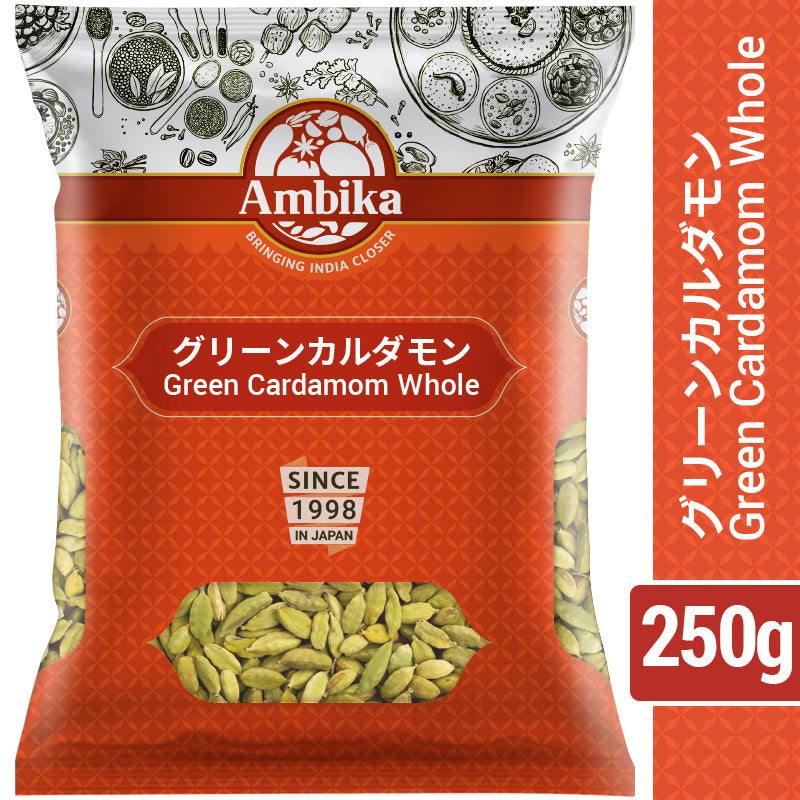 Ambika
BRINGING INDIA CLOSER
グリーンカルダモン
Green Cardamom Whole
SINCE
1998
IN JAPAN
グリーンカルダモン
Green Cardamom Whole
250g